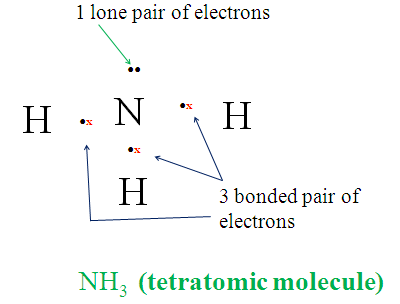 1 lone pair of electrons
••
H •x N •x H
•x
H
3 bonded pair of
electrons
NH₃ (tetratomic molecule)